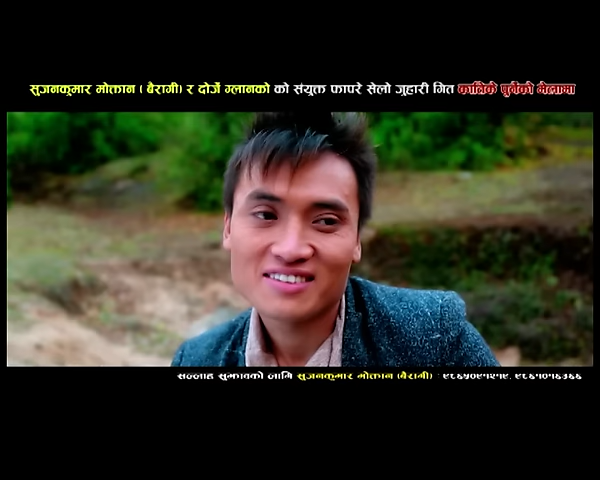 सुजनकुमार मोक्तान ( बैरागी) र दोर्जे ग्लानको को संयुक्त फापरे सेलो जुहारी गित कात्तिके पुर्नेको मेलामा
सल्लाह सुझावको लागि सुजनकुमार मोक्तान (बैरागी)